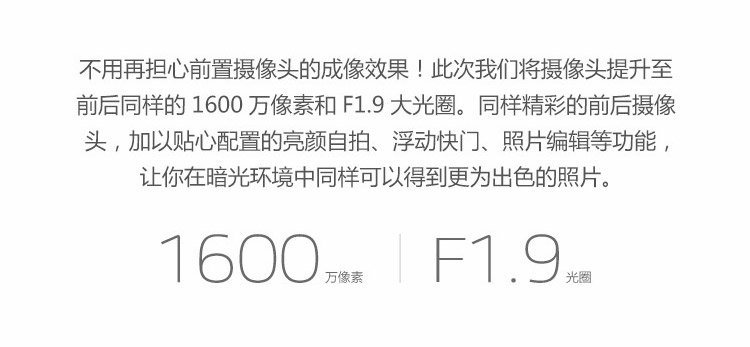 不用再担心前置摄像头的成像效果！此次我们将摄像头提升至
前后同样的 1600 万像素和 F1.9 大光圈。同样精彩的前后摄像
头，加以贴心配置的亮颜自拍、浮动快门、照片编辑等功能，
让你在暗光环境中同样可以得到更为出色的照片。
1600 万像素 F1.9 光圈